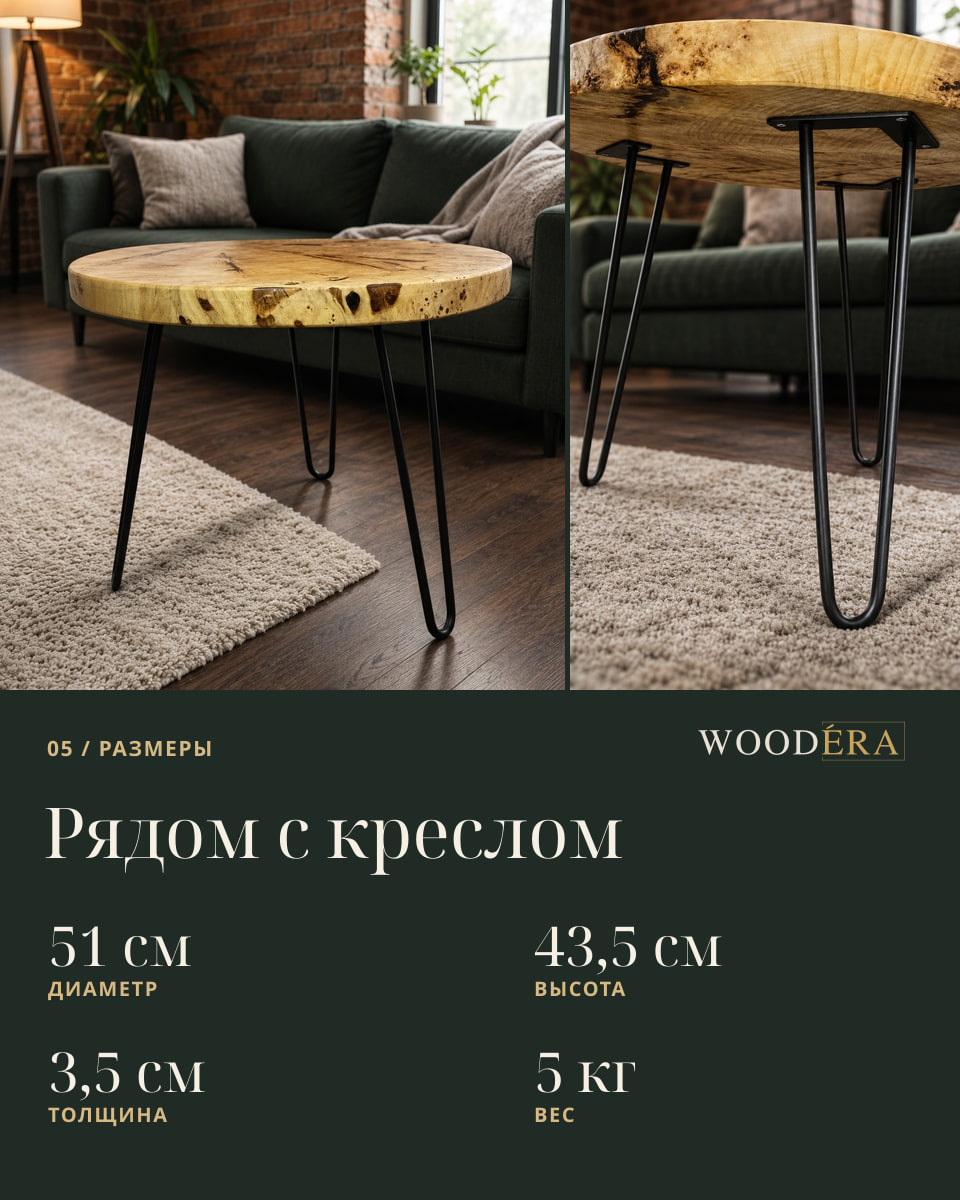 05 / РАЗМЕРЫ
WOODÉRA
Рядом с креслом
51 см
ДИАМЕТР
43,5 см
ВЫСОТА
3,5 см
ТОЛЩИНА
5 кг
ВЕС